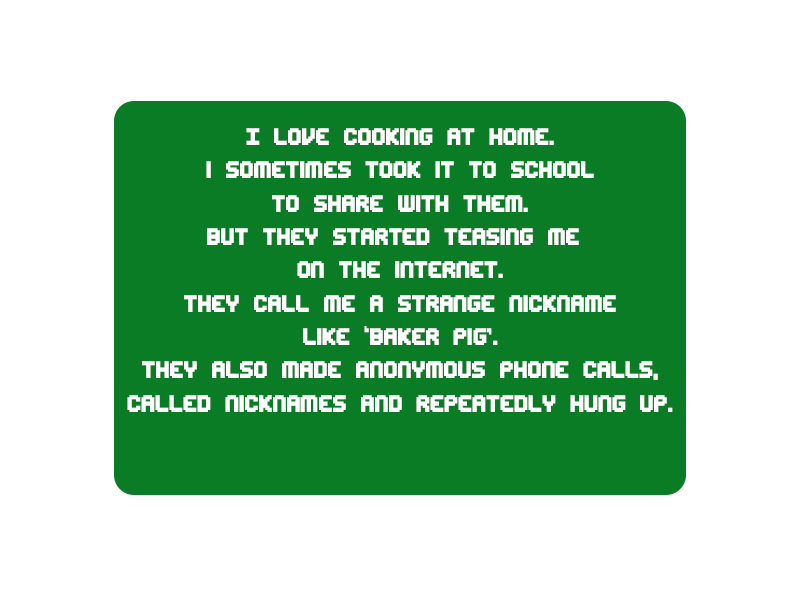 I LOVE COOKING AT HOME.
I SOMETIMES TOOK IT TO SCHOOL
TO SHARE WITH THEM.
BUT THEY STARTED TEASING ME
ON THE INTERNET.
THEY CALL ME A STRANGE NICKNAME
LIKE 'BAKER PIG'.
THEY ALSO MADE ANONYMOUS PHONE CALLS,
CALLED NICKNAMES AND REPEATEDLY HUNG UP.